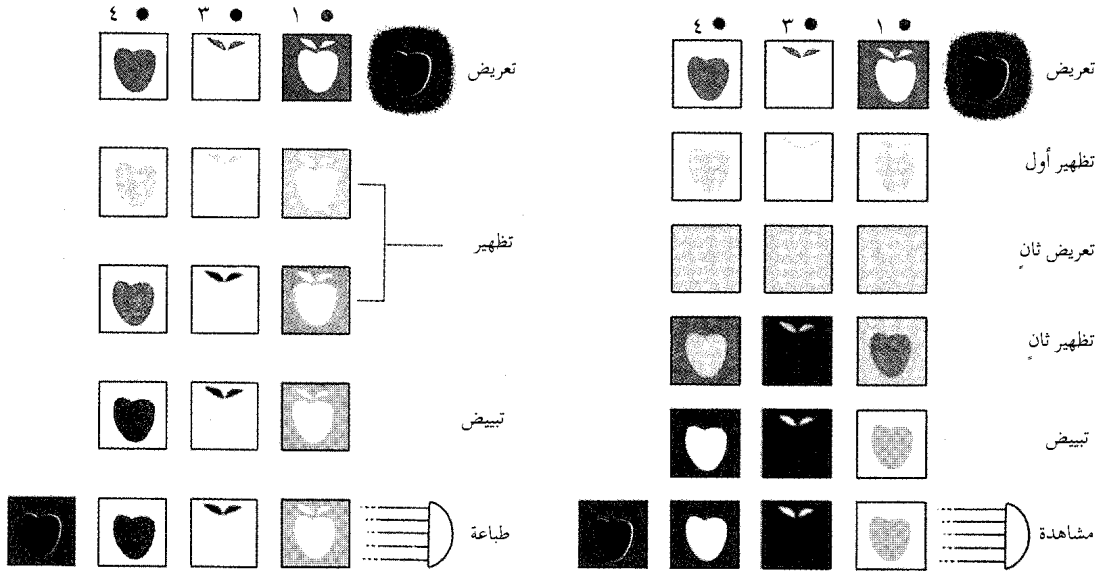 ١ ٣ ٤
تعريض
تظهير أول
تعريض ثانٍ
تظهير ثانٍ
تبييض
مشاهدة
١ ٣ ٤
تعريض
تظهير
تبييض
طباعة